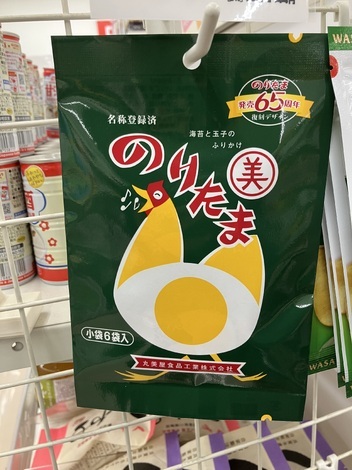 のりたま
発売65周年
復刻デザイン
名称登録済
海苔と玉子の
ふりかけ
のりたま
美
小袋6袋入
丸美屋食品工業株式会社
WASA
WASA